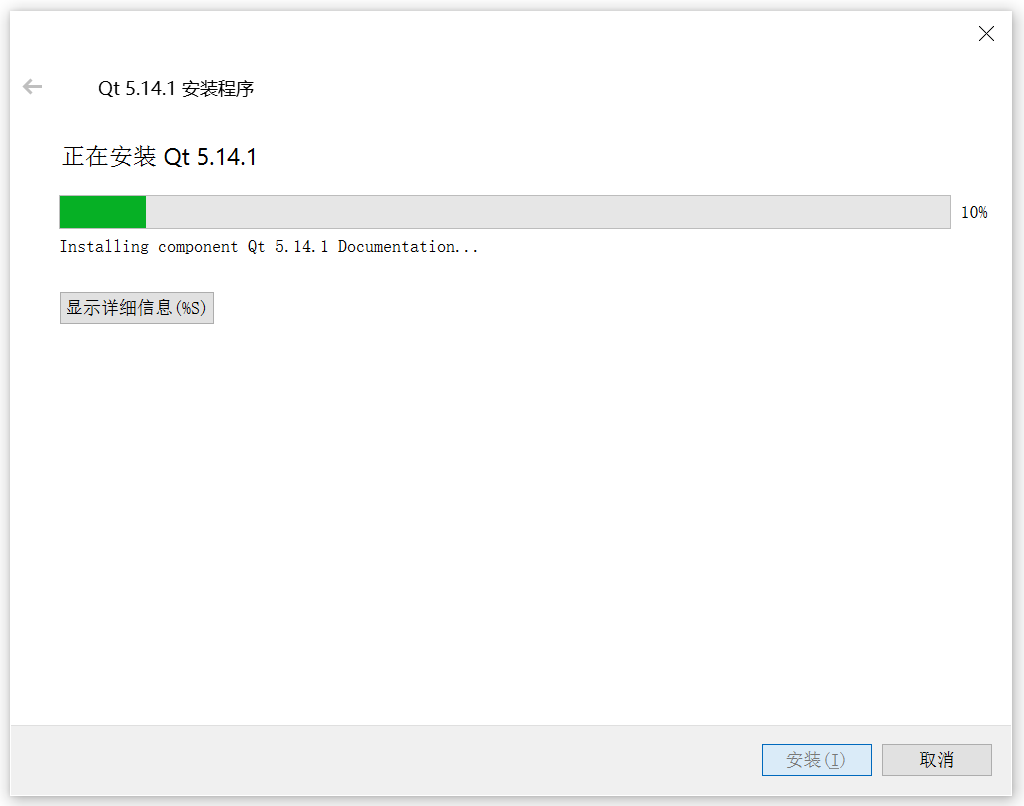 Qt 5.14.1 安装程序
正在安装 Qt 5.14.1
10%
Installing component Qt 5.14.1 Documentation...
显示详细信息(%S)
安装(I)
取消